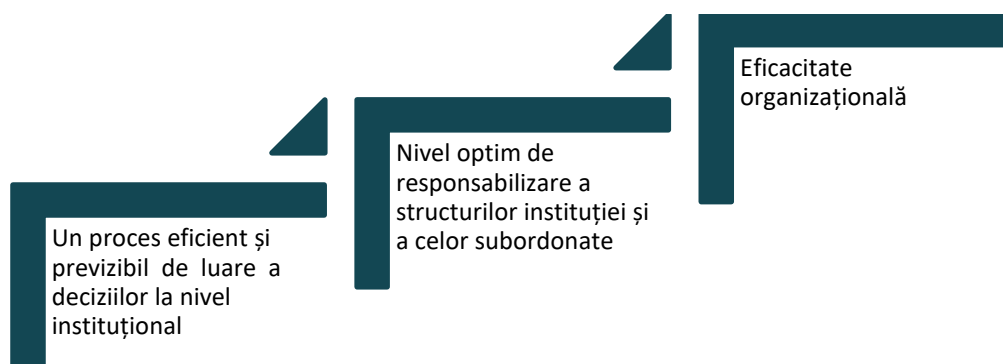 Un proces eficient și
previzibil de luare a
deciziilor la nivel
instituțional
Nivel optim de
responsabilizare a
structurilor instituției și
a celor subordonate
Eficacitate
organizațională